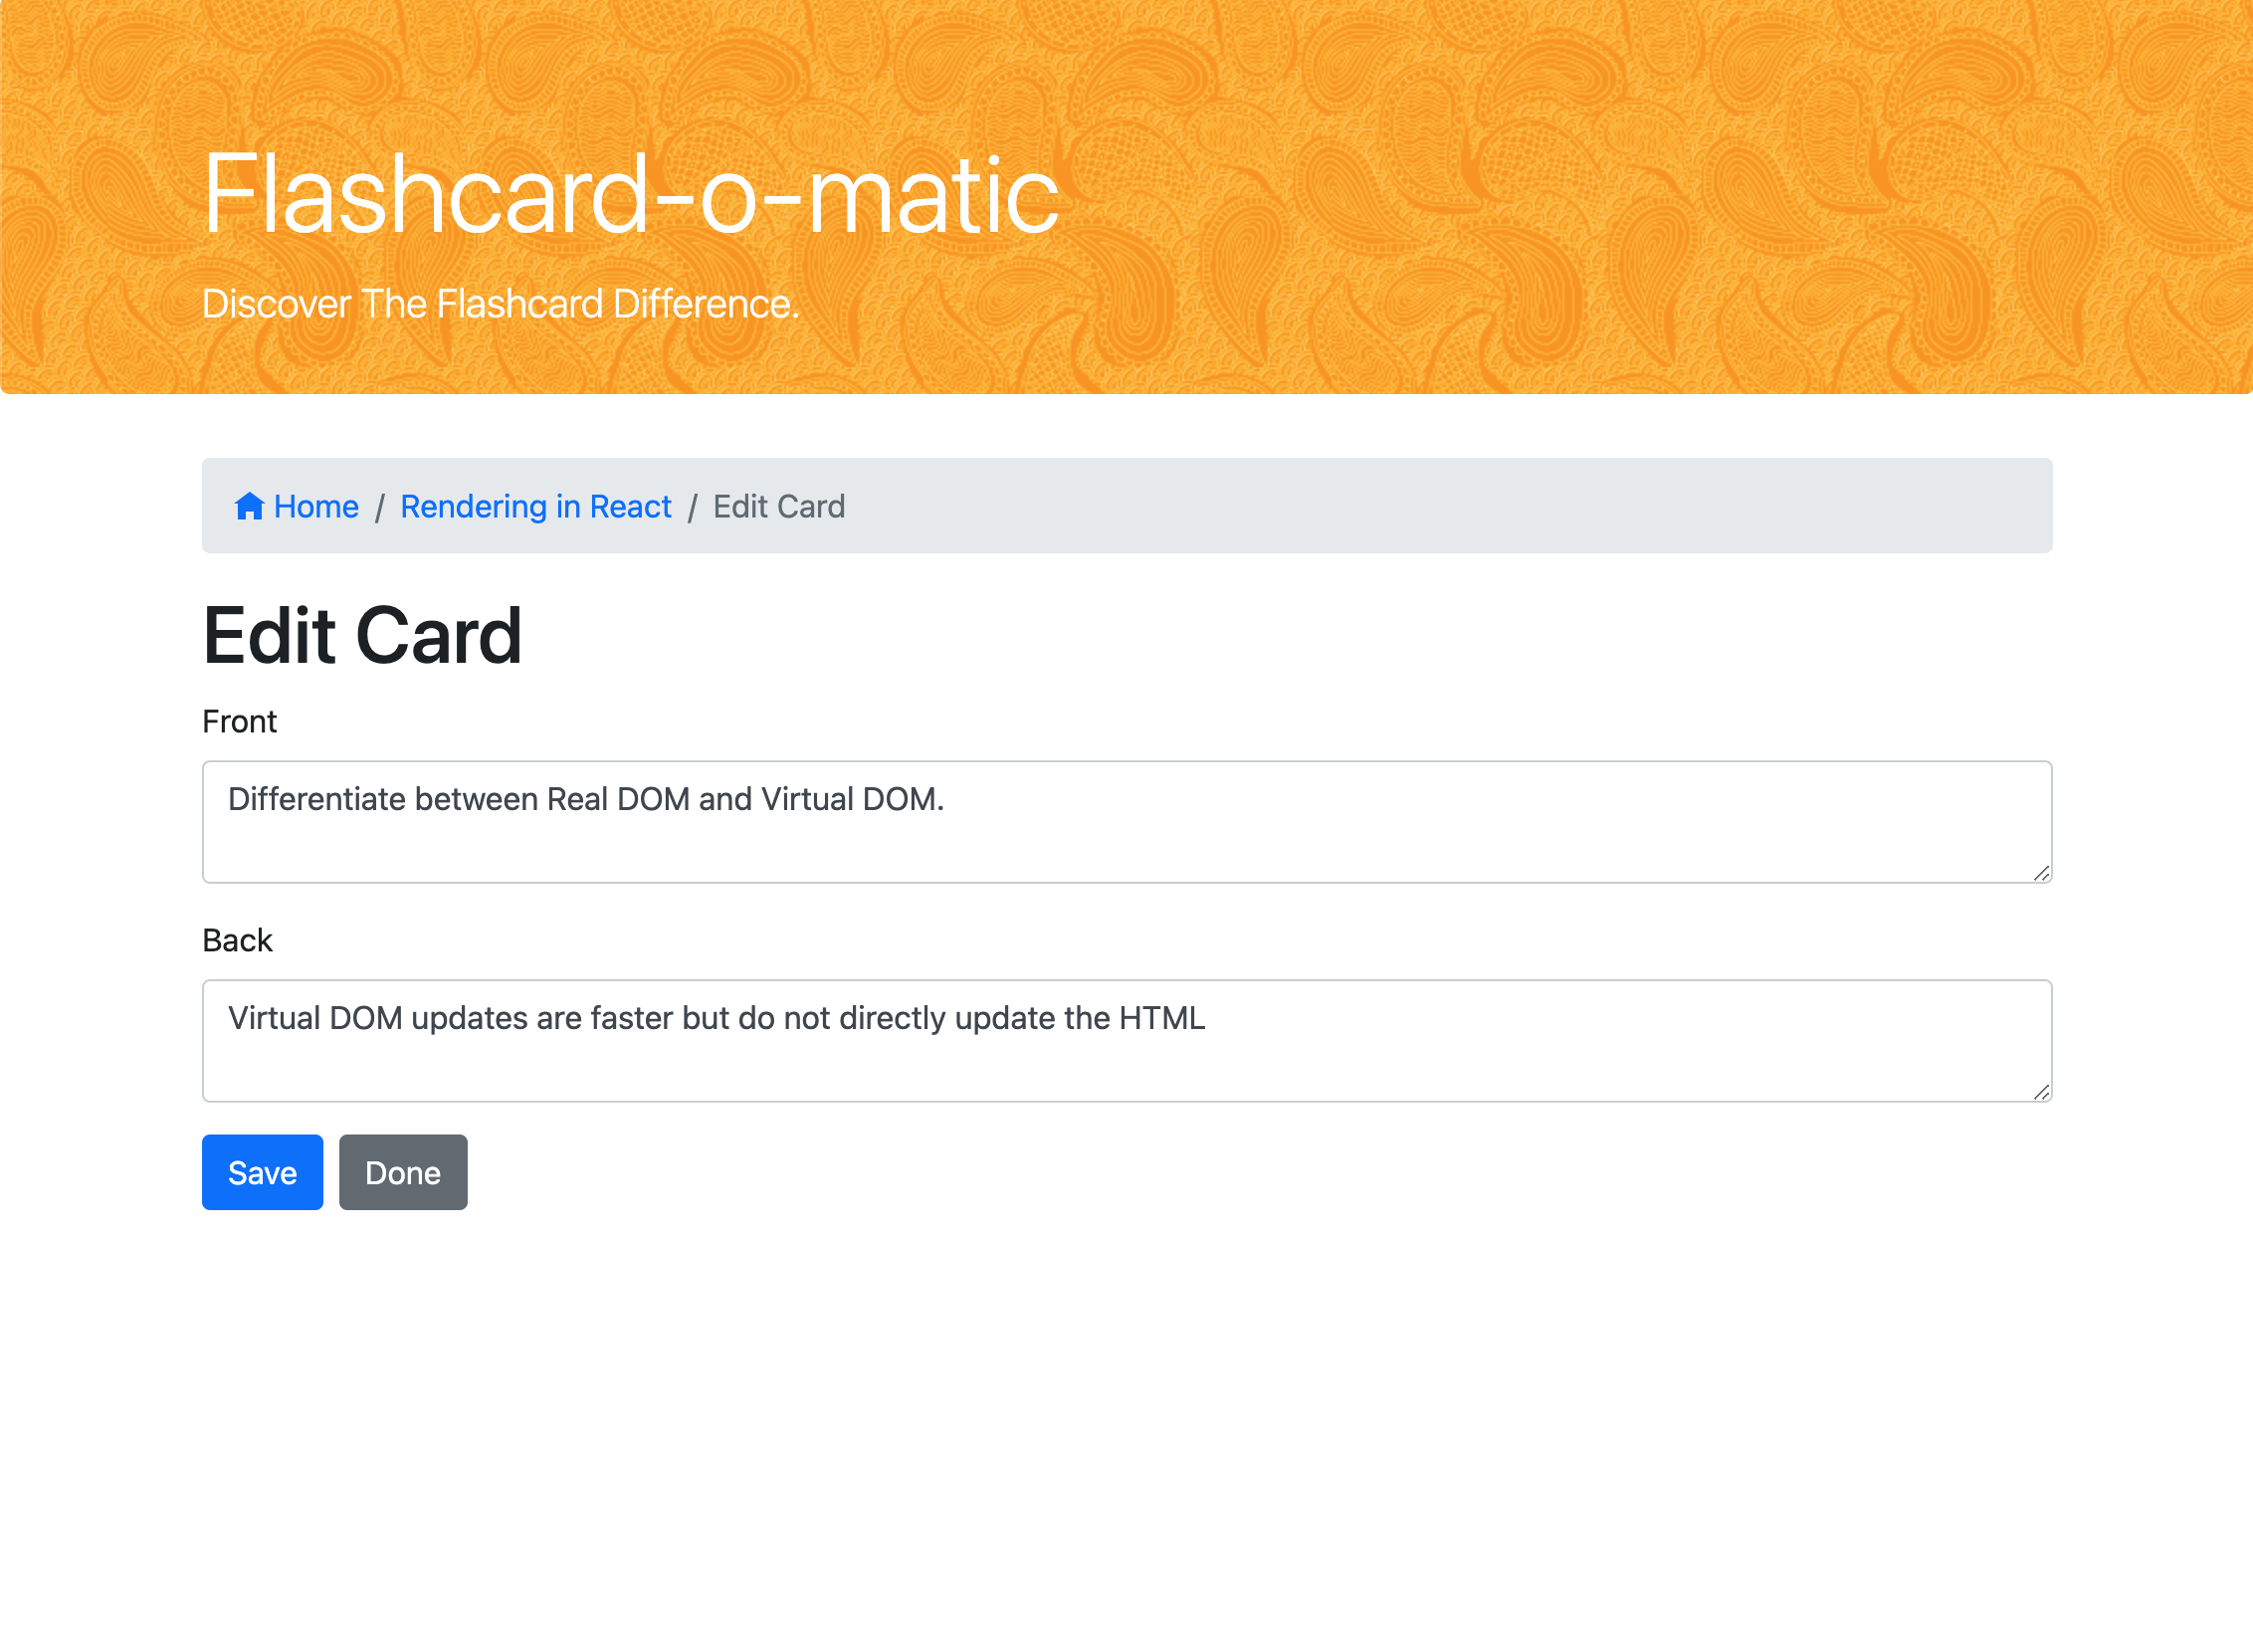 Flashcard-o-matic
Discover The Flashcard Difference.
Home / Rendering in React / Edit Card
Edit Card
Front
Differentiate between Real DOM and Virtual DOM.
Back
Virtual DOM updates are faster but do not directly update the HTML
Save Done